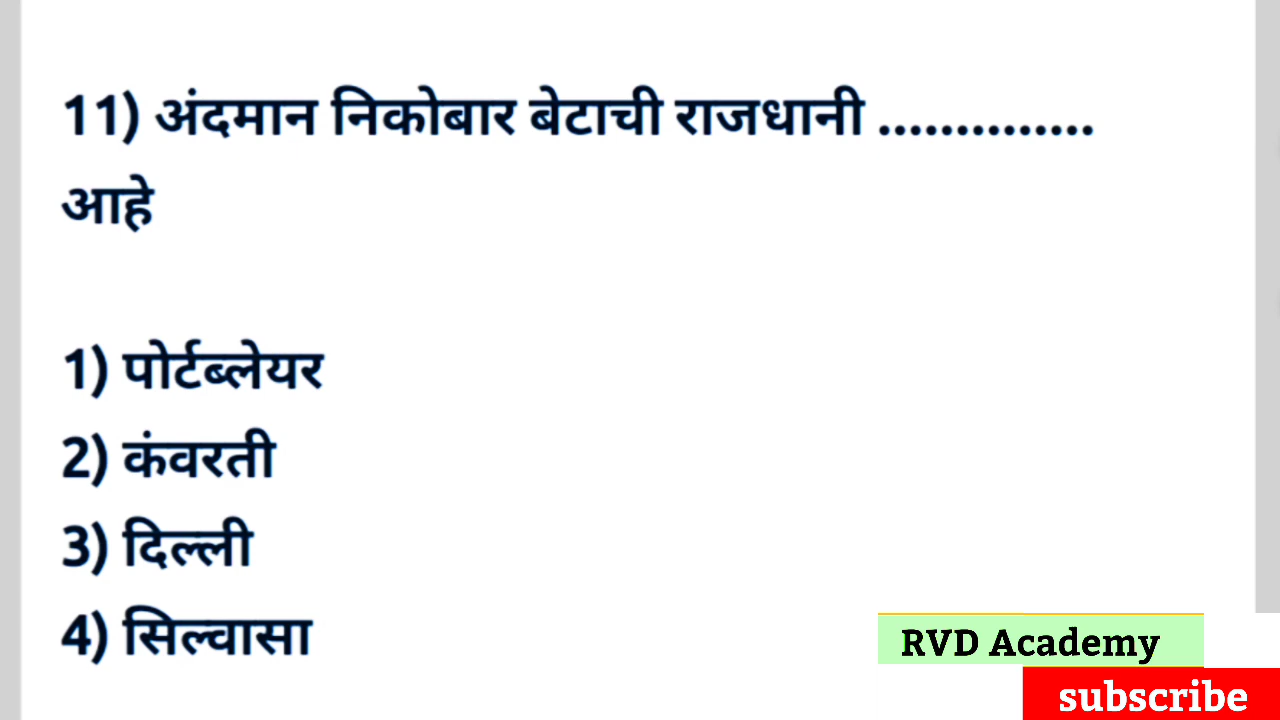 11) अंदमान निकोबार बेटाची राजधानी ..............
आहे
1) पोर्टब्लेयर
2) कंवरती
3) दिल्ली
4) सिल्वासा
RVD Academy
subscribe